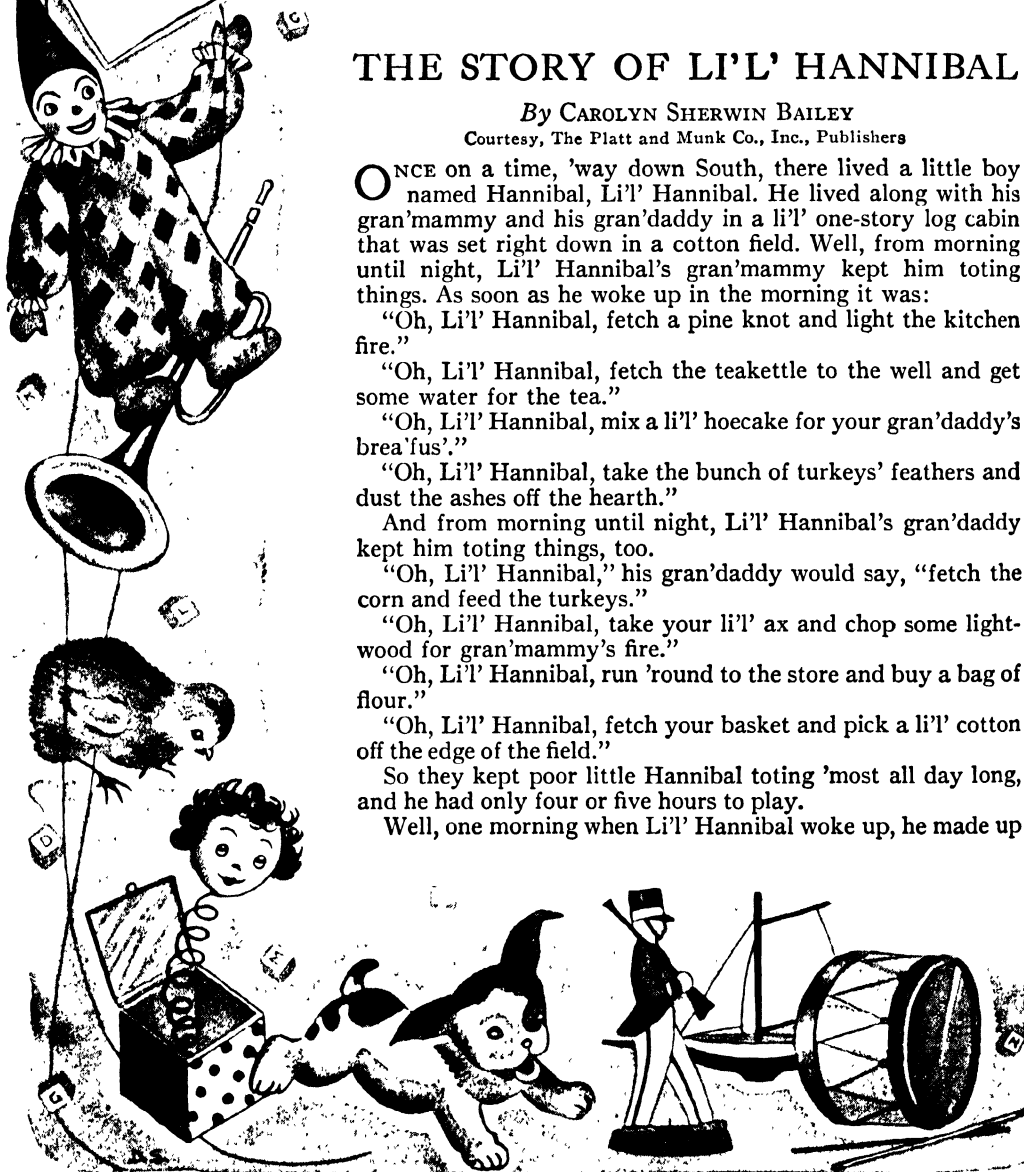 THE STORY OF LI'L' HANNIBAL
By CAROLYN SHERWIN BAILEY
Courtesy, The Platt and Munk Co., Inc., Publishers
ONCE on a time, 'way down South, there lived a little boy
named Hannibal, Li'l' Hannibal. He lived along with his
gran'mammy and his gran'daddy in a li'l' one-story log cabin
that was set right down in a cotton field. Well, from morning
until night, Li'l' Hannibal's gran'mammy kept him toting
things. As soon as he woke up in the morning it was:
"Oh, Li'l' Hannibal, fetch a pine knot and light the kitchen
fire."
"Oh, Li'l' Hannibal, fetch the teakettle to the well and get
some water for the tea."
"Oh, Li'l' Hannibal, mix a li'l' hoecake for your gran'daddy's
brea'fus'."
"Oh, Li'l' Hannibal, take the bunch of turkeys' feathers and
dust the ashes off the hearth."
And from morning until night, Li'l' Hannibal's gran'daddy
kept him toting things, too.
"Oh, Li'l' Hannibal," his gran'daddy would say, "fetch the
corn and feed the turkeys."
"Oh, Li'l' Hannibal, take your li'l' ax and chop some light-
wood for gran'mammy's fire."
"Oh, Li'l' Hannibal, run 'round to the store and buy a bag of
flour."
"Oh, Li'l' Hannibal, fetch your basket and pick a li'l' cotton
off the edge of the field."
So they kept poor little Hannibal toting 'most all day long,
and he had only four or five hours to play.
Well, one morning when Li'l' Hannibal woke up, he made up
G
K
L
D
M
G
N